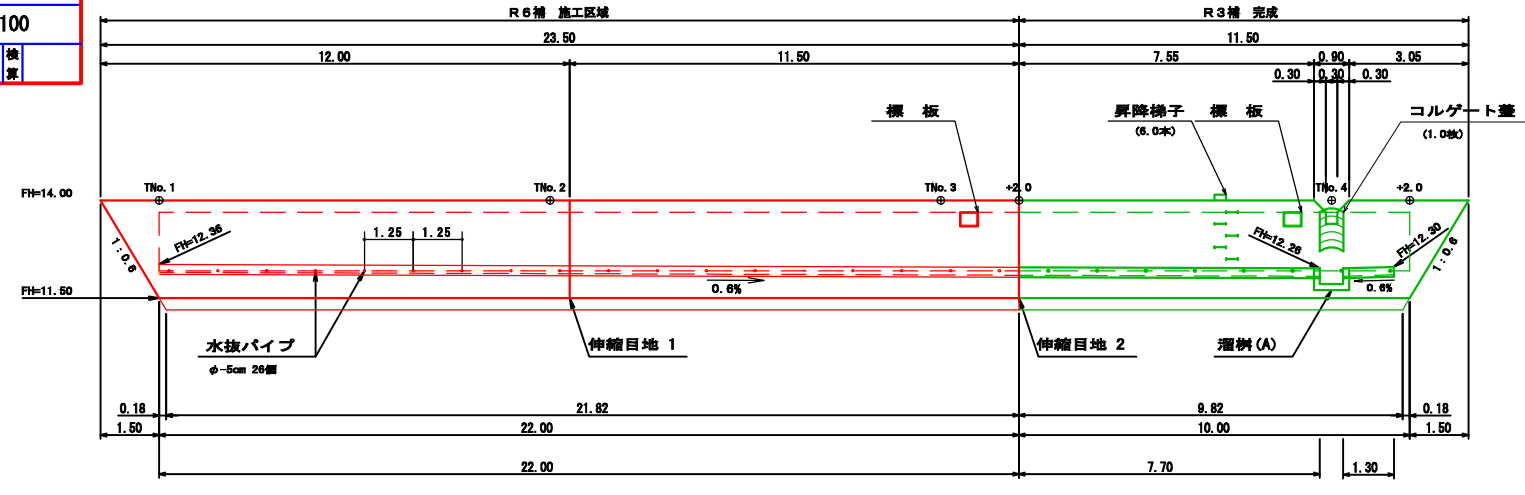 100
検算
R6補 施工区域
R3補 完成
23.50
11.50
12.00
11.50
7.55
0.90
3.05
0.30
0.30
0.30
標 板
昇降梯子
(6.0本)
標 板
コルゲート蓋
(1.0枚)
FH=14.00
TNo.1
TNo.2
TNo.3
+2.0
TNo.4
+2.0
1:0.6
FH=12.36
1.25
1.25
FH=12.26
FH=12.30
1:0.6
FH=11.50
0.6%
0.6%
水抜パイプ
φ-5cm 26個
伸縮目地 1
伸縮目地 2
溜桝(A)
0.18
21.82
9.82
0.18
1.50
22.00
10.00
1.50
22.00
7.70
1.30